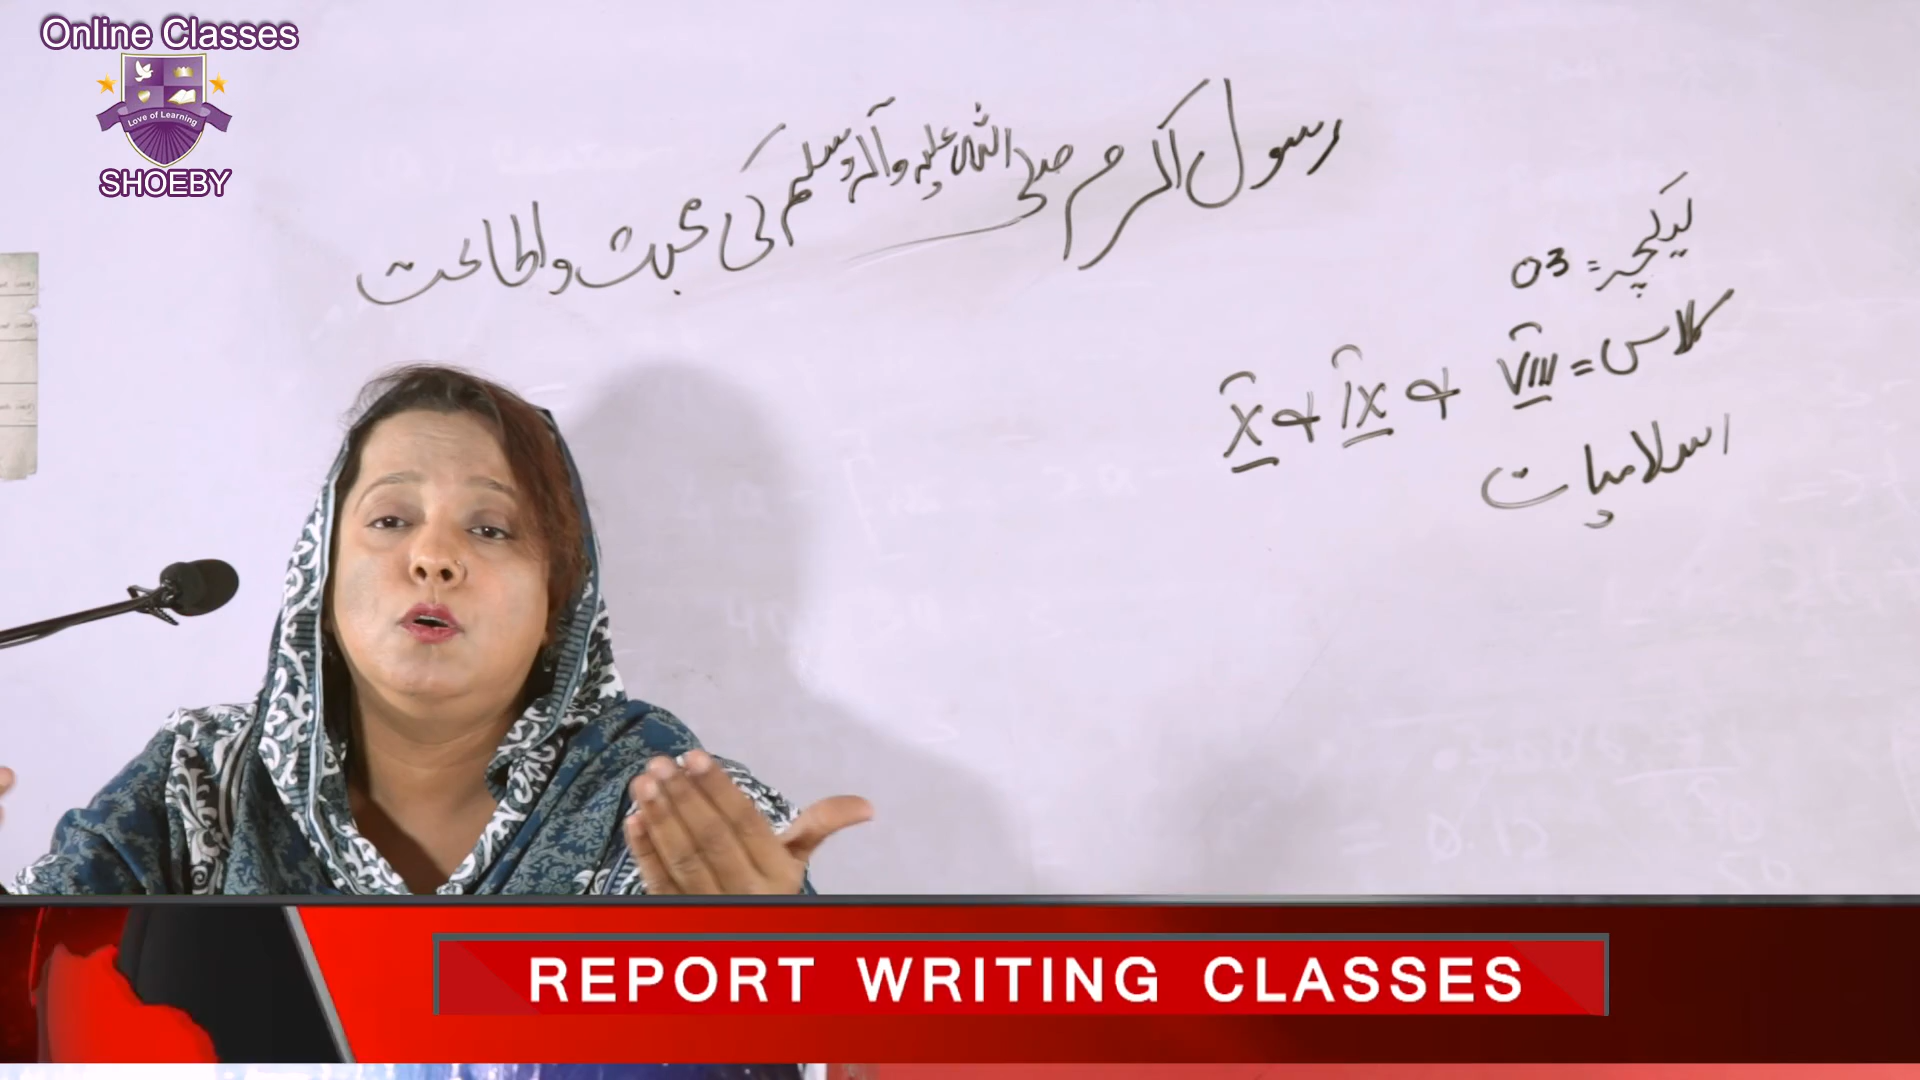 Online Classes
Love of Learning
SHOEBY
رسول اکرم صلی اللہ علیہ وآلہ وسلم کی محبت و اطاعت
لیکچر = 03
کلاس = VIII & IX & X
اسلامیات
REPORT WRITING CLASSES